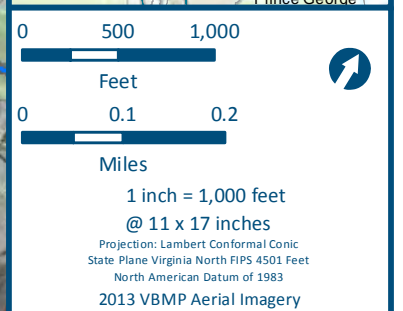 Prince George
0 500 1,000
Feet
0 0.1 0.2
Miles
1 inch = 1,000 feet
@ 11 x 17 inches
Projection: Lambert Conformal Conic
State Plane Virginia North FIPS 4501 Feet
North American Datum of 1983
2013 VBMP Aerial Imagery